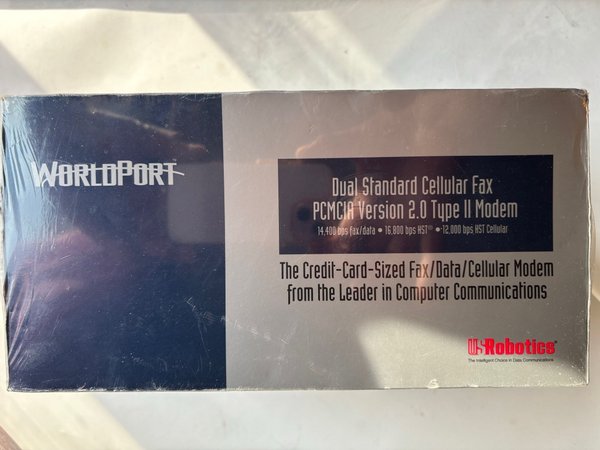 WORLDPORT™
Dual Standard Cellular Fax
PCMCIA Version 2.0 Type II Modem
14,400 bps fax/data • 16,800 bps HST® • 12,000 bps HST Cellular
The Credit-Card-Sized Fax/Data/Cellular Modem
from the Leader in Computer Communications
USRobotics
The Intelligent Choice in Data Communications